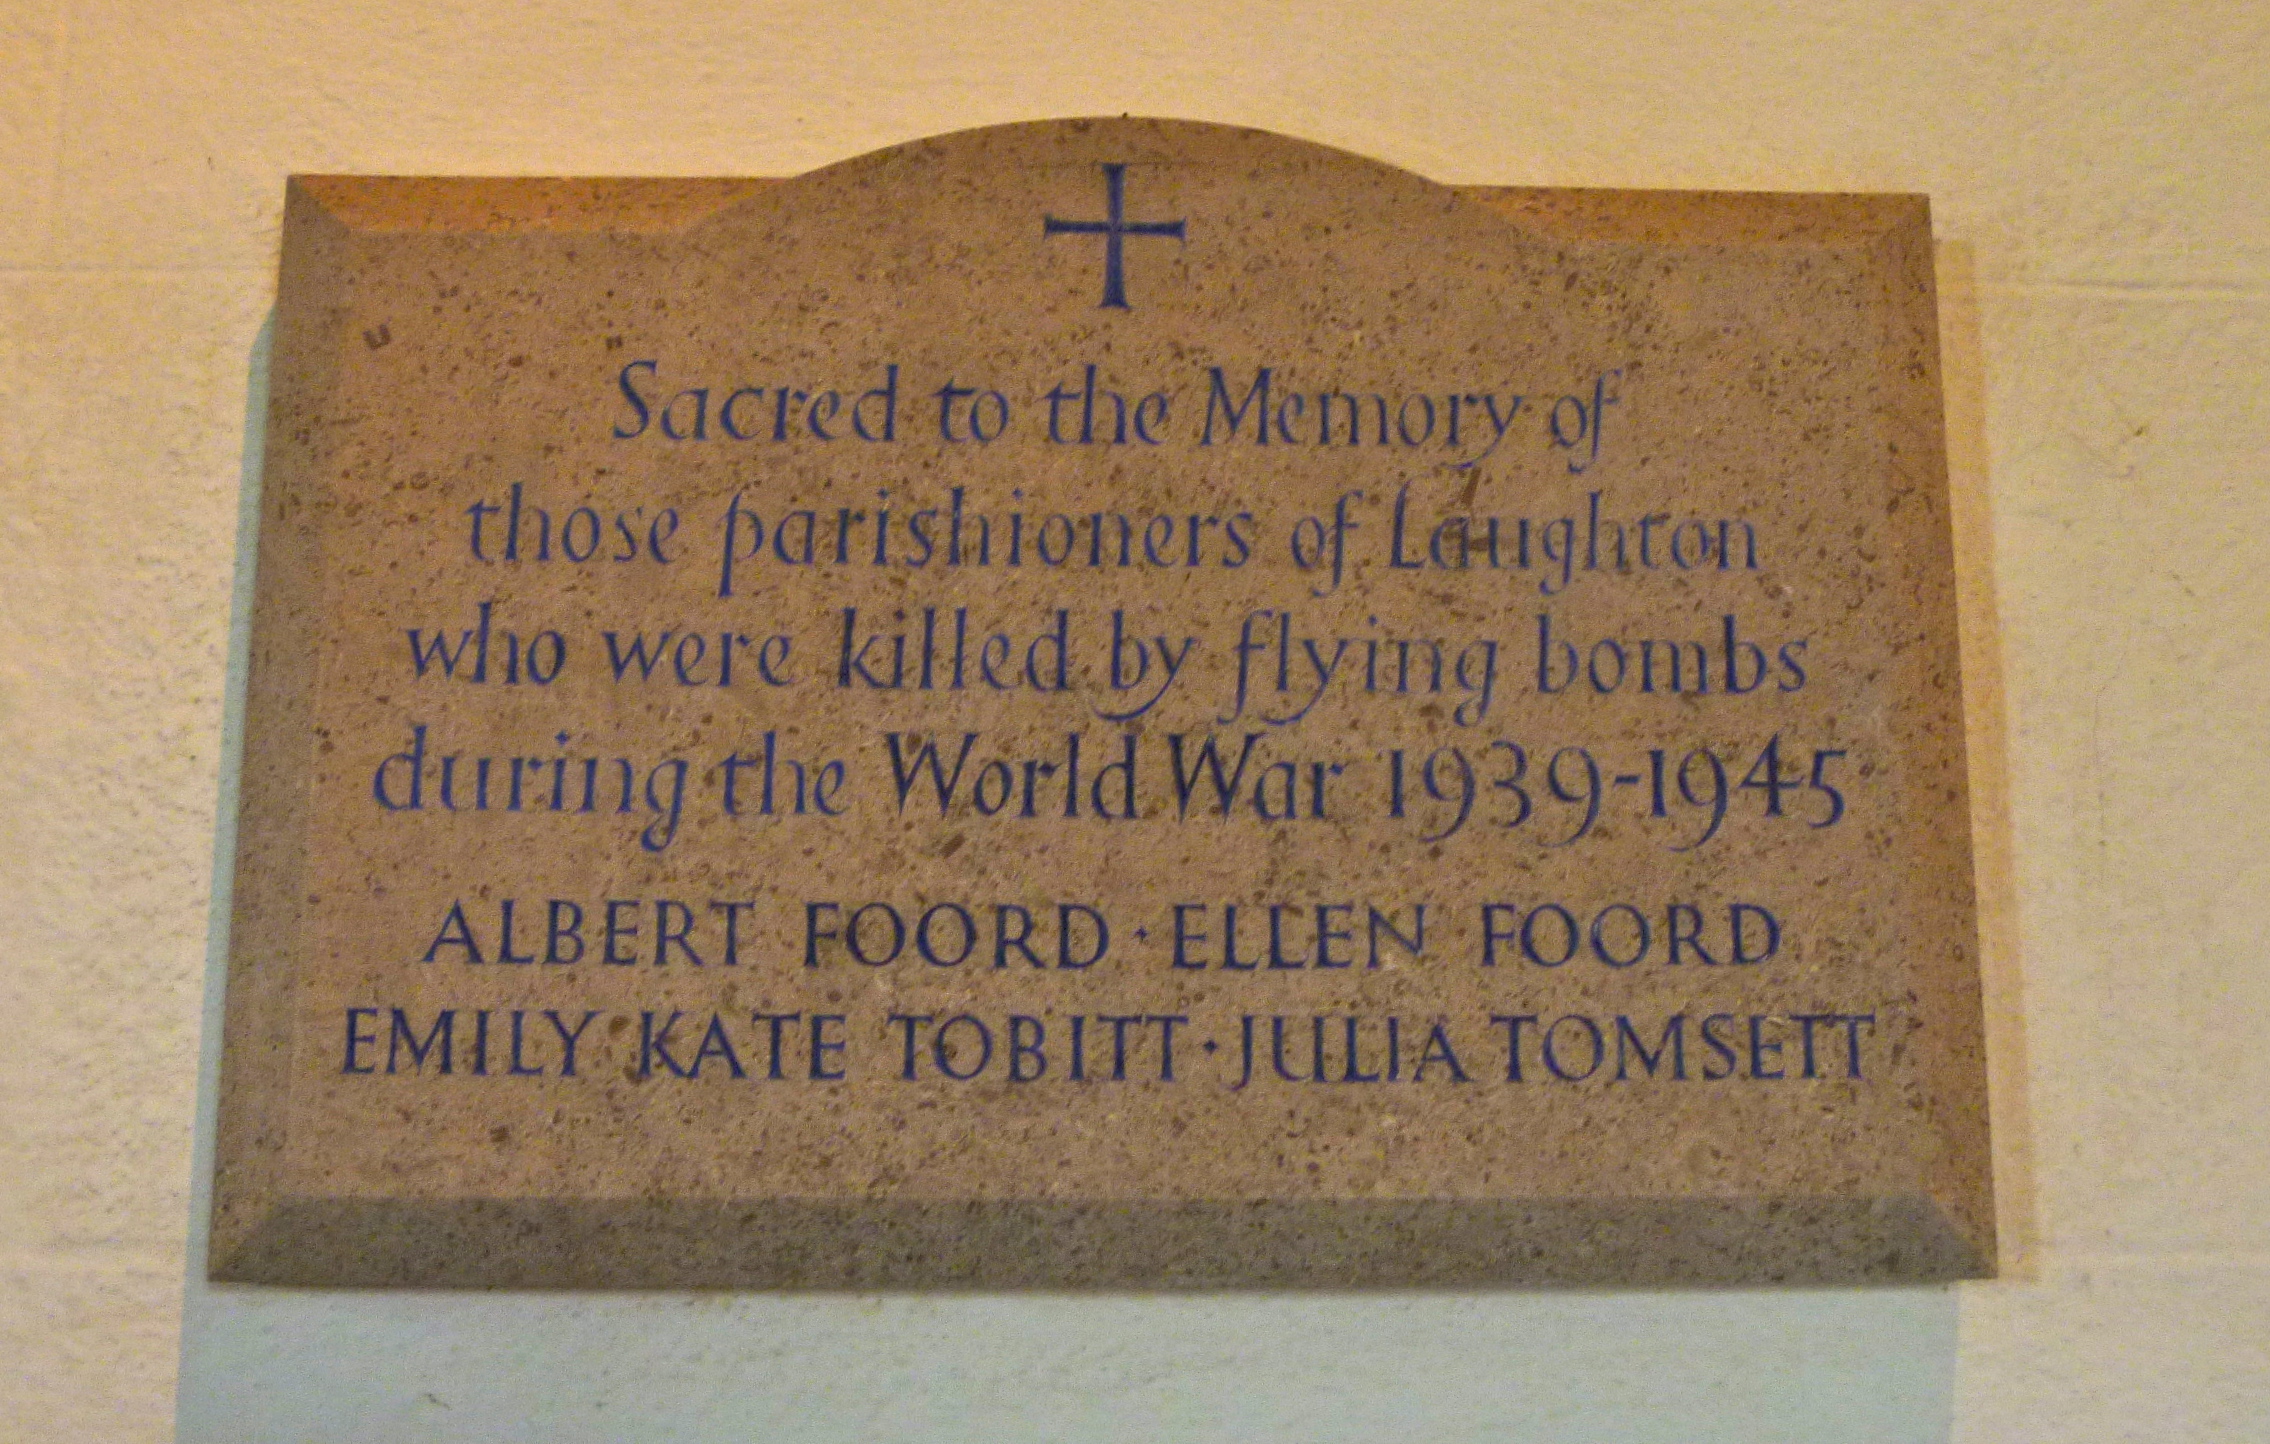 Sacred to the Memory of
those parishioners of Laughton
who were killed by flying bombs
during the World War 1939-1945
ALBERT FOORD · ELLEN FOORD
EMILY KATE TOBITT · JULIA TOMSETT